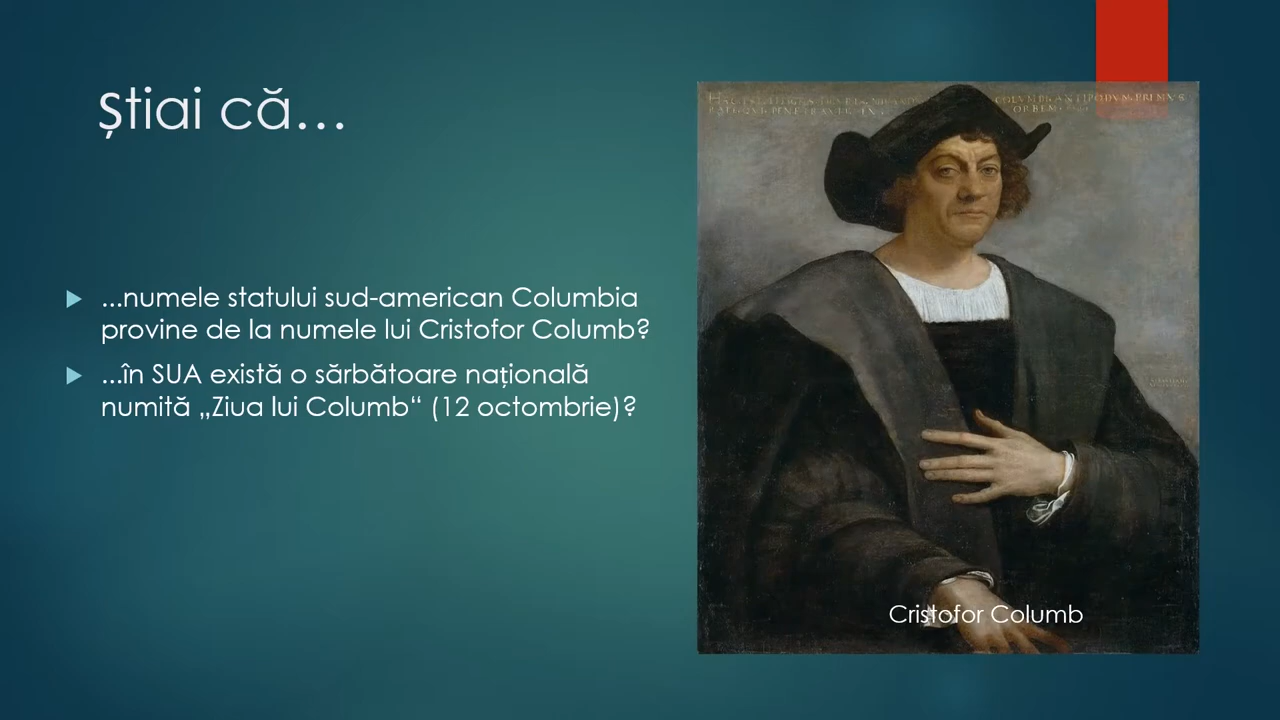 Știai că...
...numele statului sud-american Columbia
provine de la numele lui Cristofor Columb?
...în SUA există o sărbătoare națională
numită „Ziua lui Columb“ (12 octombrie)?
Cristofor Columb